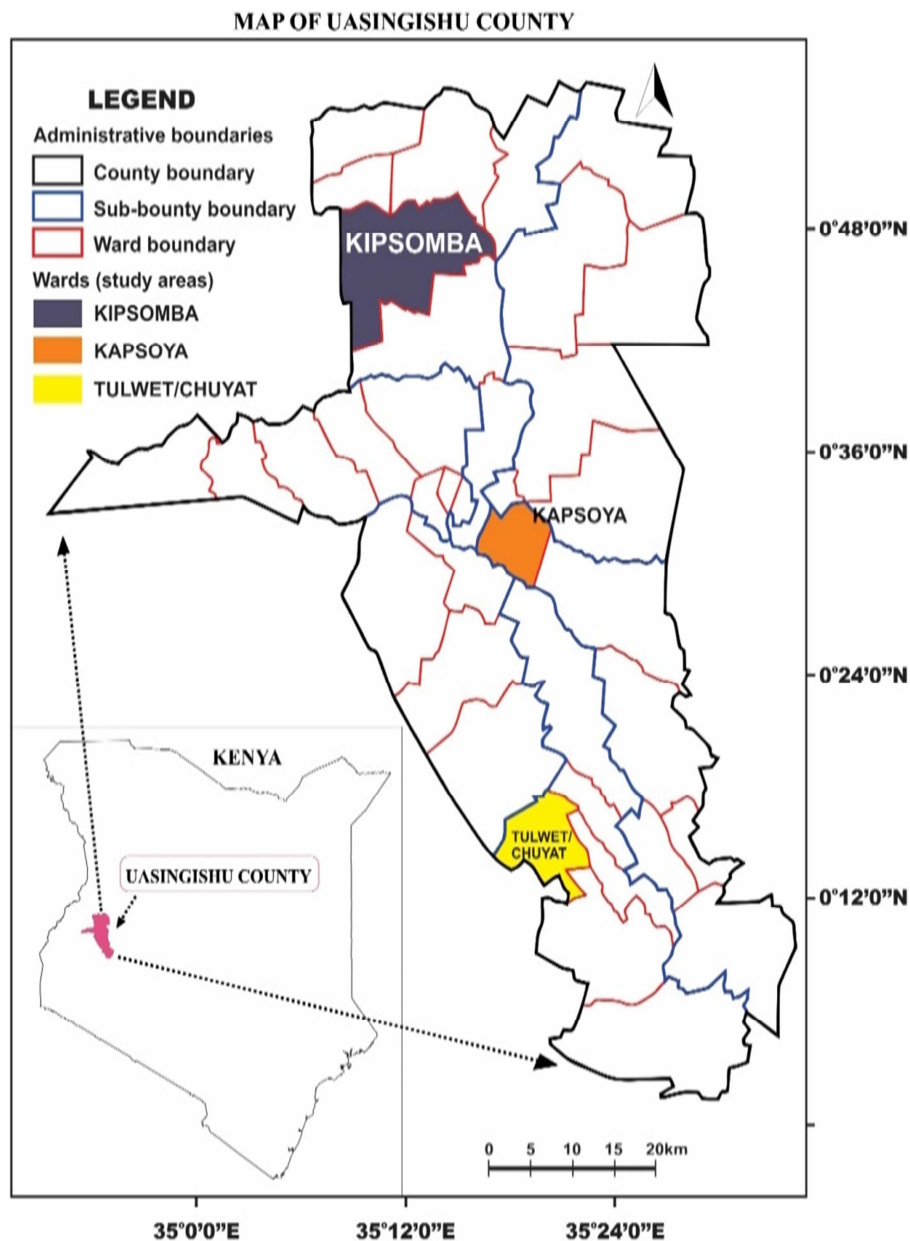 MAP OF UASINGISHU COUNTY
LEGEND
Administrative boundaries
County boundary
Sub-bounty boundary
Ward boundary
Wards (study areas)
KIPSOMBA
KAPSOYA
TULWET/CHUYAT
KIPSOMBA
KAPSOYA
TULWET/
CHUYAT
KENYA
UASINGISHU COUNTY
0°48'0"N
0°36'0"N
0°24'0"N
0°12'0"N
0 5 10 15 20km
35°0'0"E 35°12'0"E 35°24'0"E